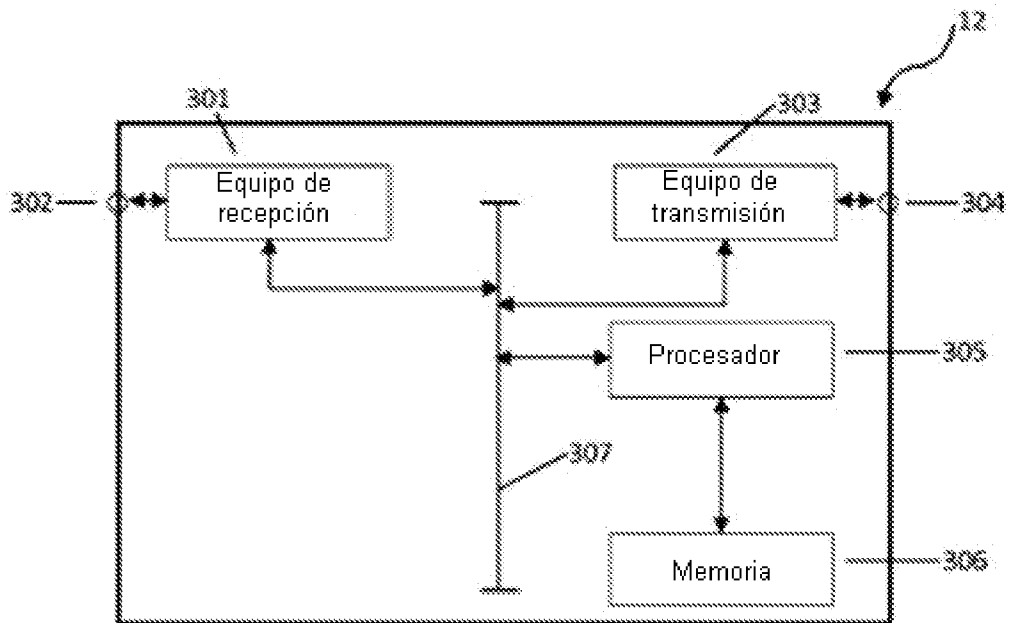 12
301
303
Equipo de
recepción
Equipo de
transmisión
302
304
Procesador
305
307
Memoria
306